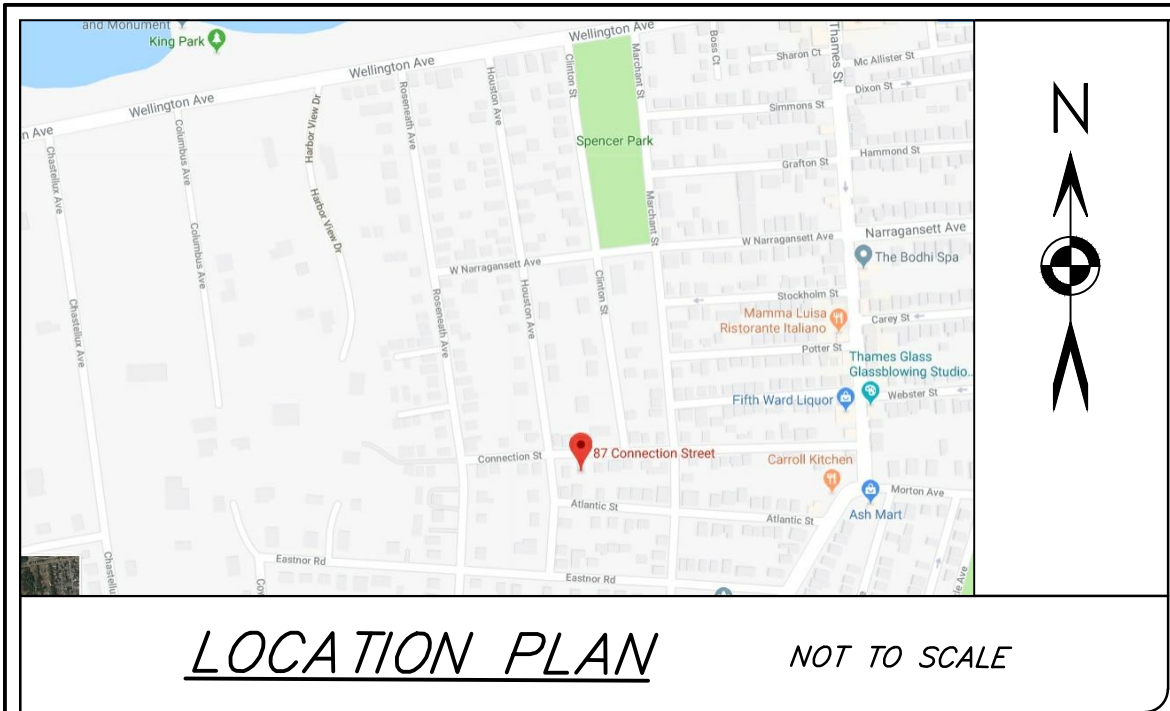 and Monument
King Park
Wellington Ave
Boss Ct
Thames St
Sharon Ct
Mc Allister St
Wellington Ave
Clinton St
Marchant St
Dixon St
Houston Ave
Roseneath Ave
Wellington Ave
Simmons St
Harbor View Dr
n Ave
Columbus Ave
Spencer Park
Hammond St
Chastellux Ave
Grafton St
Harbor View Dr
Marchant St
Columbus Ave
W Narragansett Ave
Narragansett Ave
W Narragansett Ave
The Bodhi Spa
Clinton St
Houston Ave
Roseneath Ave
Stockholm St
Chastellux Ave
Mamma Luisa
Ristorante Italiano
Carey St
Potter St
Thames Glass
Glassblowing Studio...
Fifth Ward Liquor
Webster St
87 Connection Street
Connection St
Carroll Kitchen
Morton Ave
Atlantic St
Ash Mart
Atlantic St
Eastnor Rd
Eastnor Rd
Chastellu
Co
le Ave
N
LOCATION PLAN
NOT TO SCALE